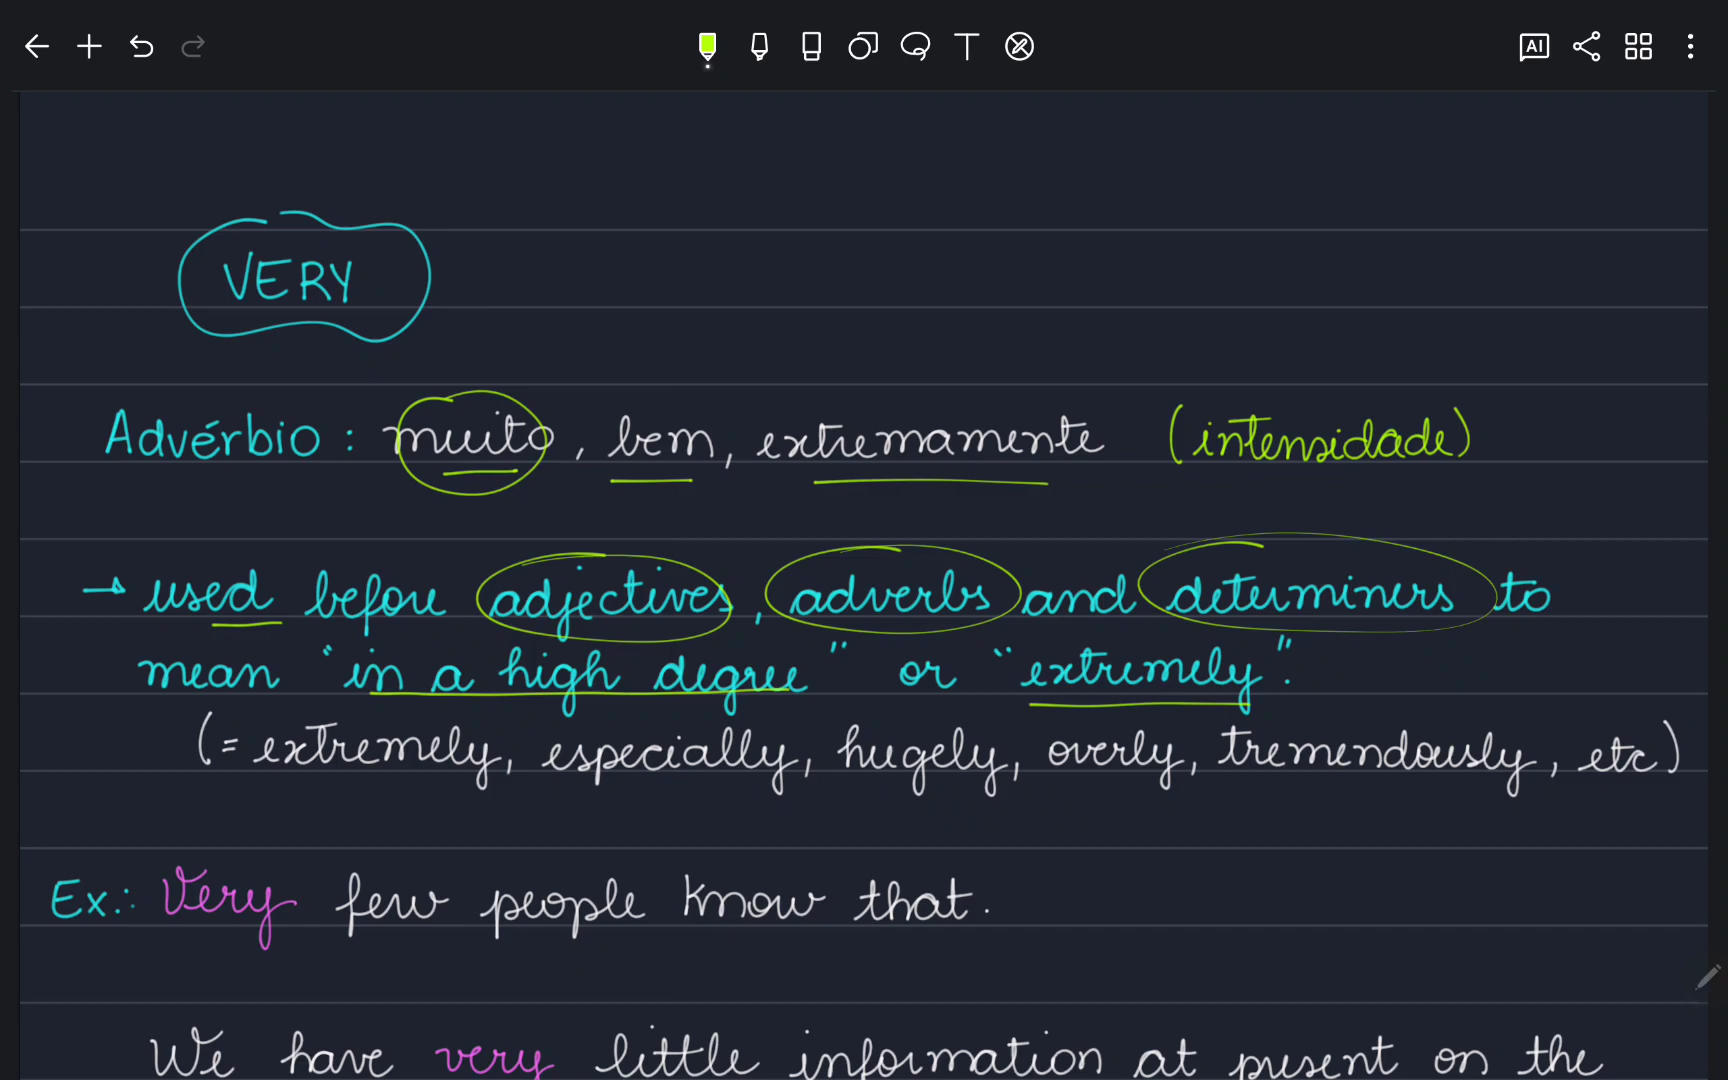 AI
VERY
Advérbio : muito, bem, extremamente (intensidade)
→ used before adjectives, adverbs and determiners to
mean "in a high degree" or "extremely".
(= extremely, especially, hugely, overly, tremendously, etc)
Ex.: Very few people know that.
We have very little information at present on the